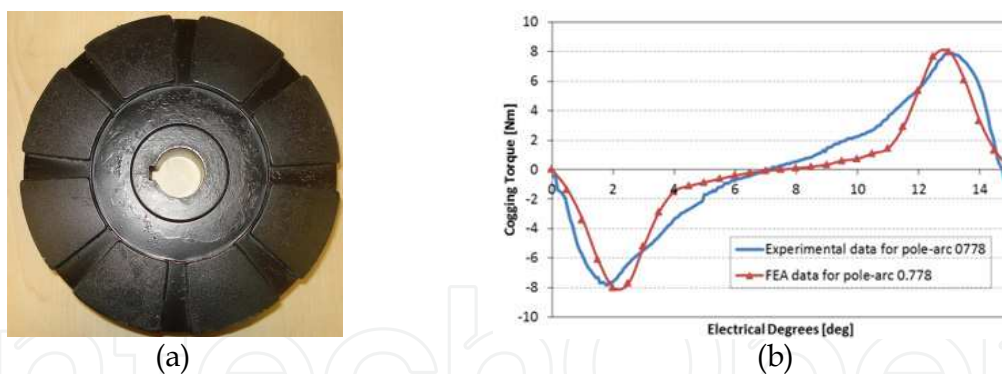 10
8
6
4
2
0
-2
-4
-6
-8
-10
0 2 4 6 8 10 12 14
Cogging Torque [Nm]
Electrical Degrees [deg]
Experimental data for pole-arc 0778
FEA data for pole-arc 0.778
(a)
(b)